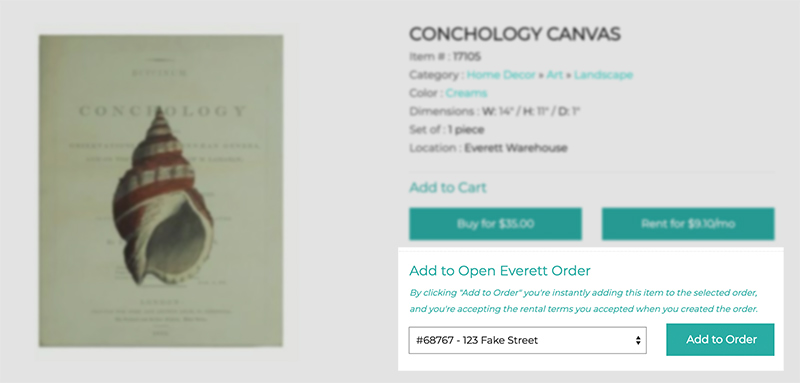 CONCHOLOGY
CONCHOLOGY CANVAS
Item # : 17105
Category : Home Decor » Art » Landscape
Color : Creams
Dimensions : W: 14" / H: 11" / D: 1"
Set of : 1 piece
Location : Everett Warehouse
Add to Cart
Buy for $35.00
Rent for $9.10/mo
Add to Open Everett Order
By clicking "Add to Order" you're instantly adding this item to the selected order,
and you're accepting the rental terms you accepted when you created the order.
#68767 - 123 Fake Street
Add to Order